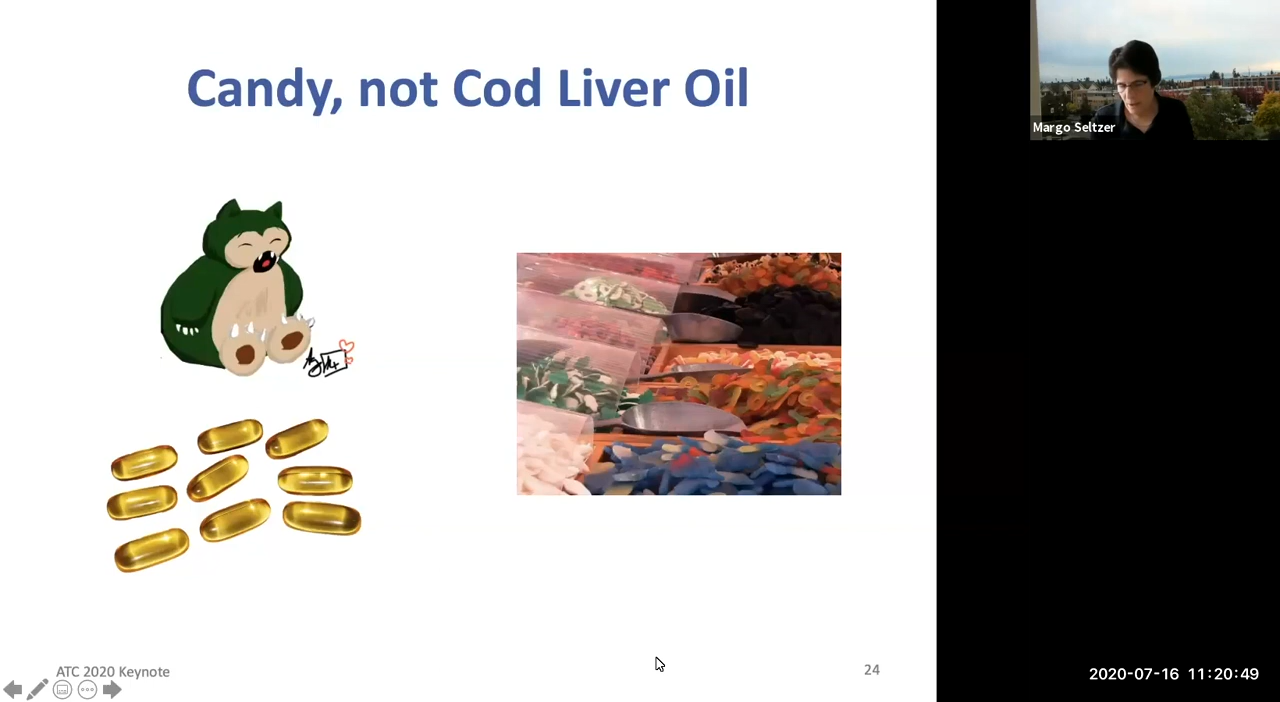 Candy, not Cod Liver Oil
Margo Seltzer
ATC 2020 Keynote
24
2020-07-16 11:20:49